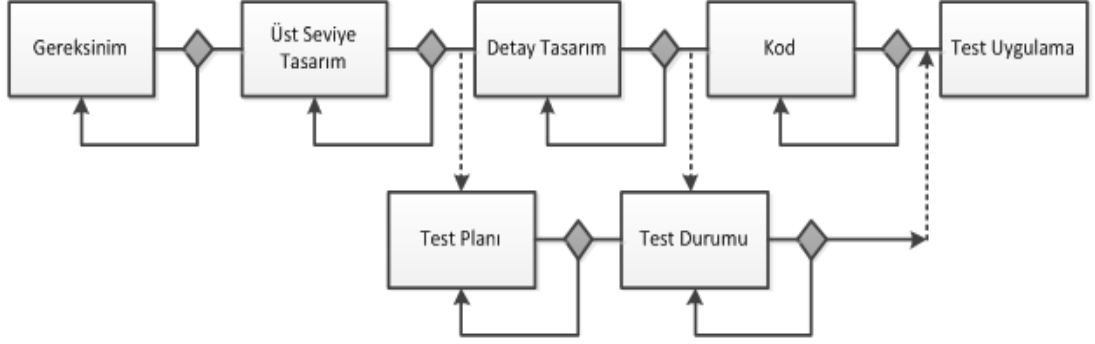 Gereksinim
Üst Seviye
Tasarım
Detay Tasarım
Kod
Test Uygulama
Test Planı
Test Durumu